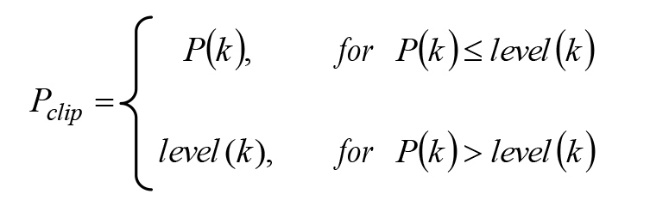 P(k), for P(k) ≤ level(k)
P_clip = {
level(k), for P(k) > level(k)